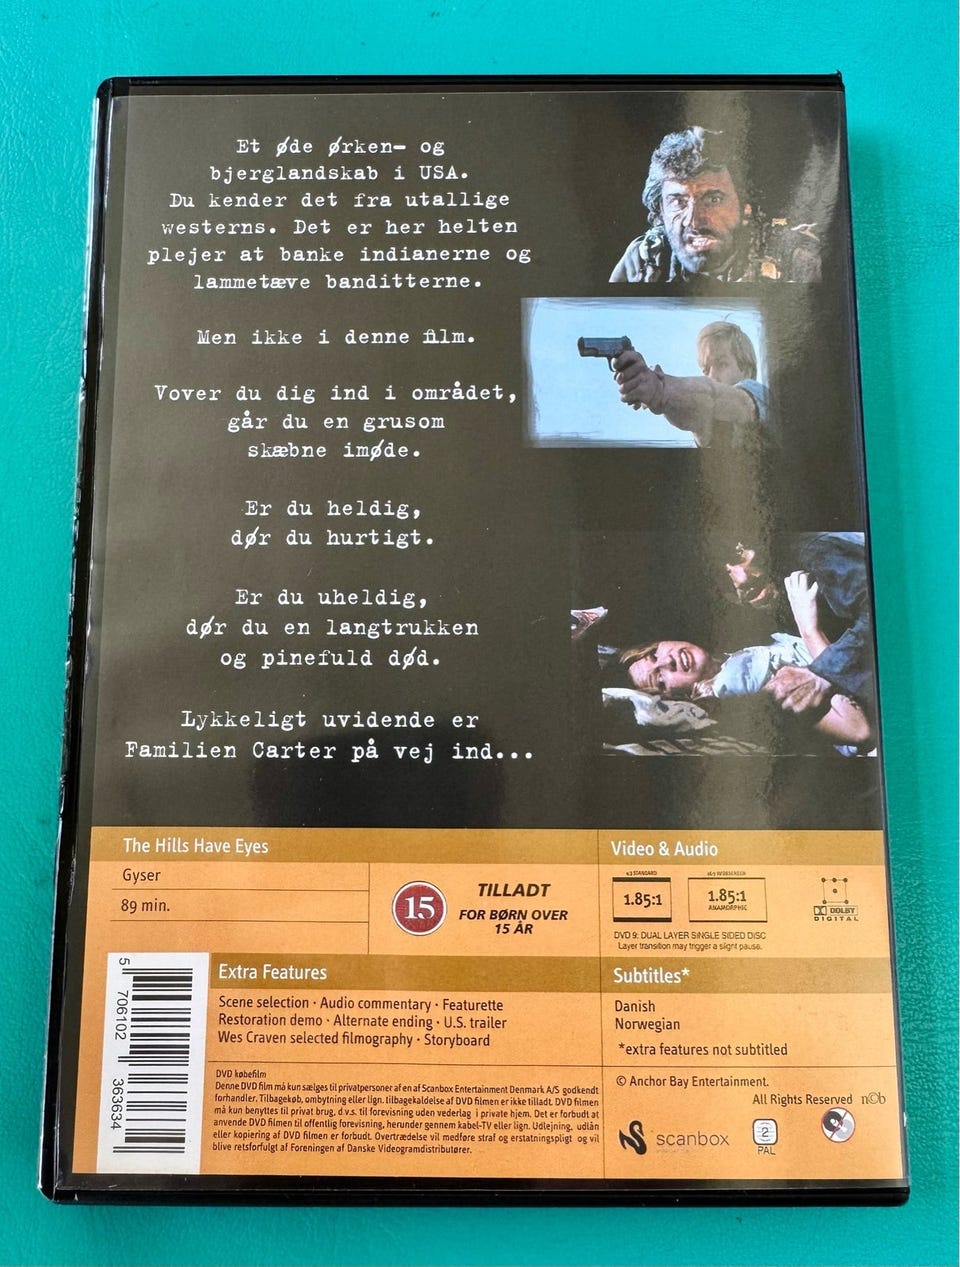 Et øde ørken- og
bjerglandskab i USA.
Du kender det fra utallige
westerns. Det er her helten
plejer at banke indianerne og
lammetæve banditterne.
Men ikke i denne film.
Vover du dig ind i området,
går du en grusom
skæbne imøde.
Er du heldig,
dør du hurtigt.
Er du uheldig,
dør du en langtrukken
og pinefuld død.
Lykkeligt uvidende er
Familien Carter på vej ind...
The Hills Have Eyes
Gyser
89 min.
15
TILLADT
FOR BØRN OVER
15 ÅR
Video & Audio
4:3 STANDARD
1.85:1
16:9 WIDESCREEN
1.85:1
ANAMORPHIC
DOLBY
DIGITAL
DVD 9: DUAL LAYER SINGLE SIDED DISC
Layer transition may trigger a slight pause.
Extra Features
Scene selection · Audio commentary · Featurette
Restoration demo · Alternate ending · U.S. trailer
Wes Craven selected filmography · Storyboard
Subtitles*
Danish
Norwegian
*extra features not subtitled
5 706102 363634
DVD købefilm
Denne DVD film må kun sælges til privatpersoner af en af Scanbox Entertainment Denmark A/S godkendt
forhandler. Tilbagekøb, ombytning eller lign. tilbagekaldelse af DVD filmen er ikke tilladt. DVD filmen
må kun benyttes til privat brug, d.v.s. til forevisning uden vederlag i private hjem. Det er forbudt at
anvende DVD filmen til offentlig forevisning, herunder gennem kabel-TV eller lign. Udlejning, udlån
eller kopiering af DVD filmen er forbudt. Overtrædelse vil medføre straf og erstatningspligt og vil
blive retsforfulgt af Foreningen af Danske Videogramdistributører.
© Anchor Bay Entertainment.
All Rights Reserved n©b
scanbox
2
PAL